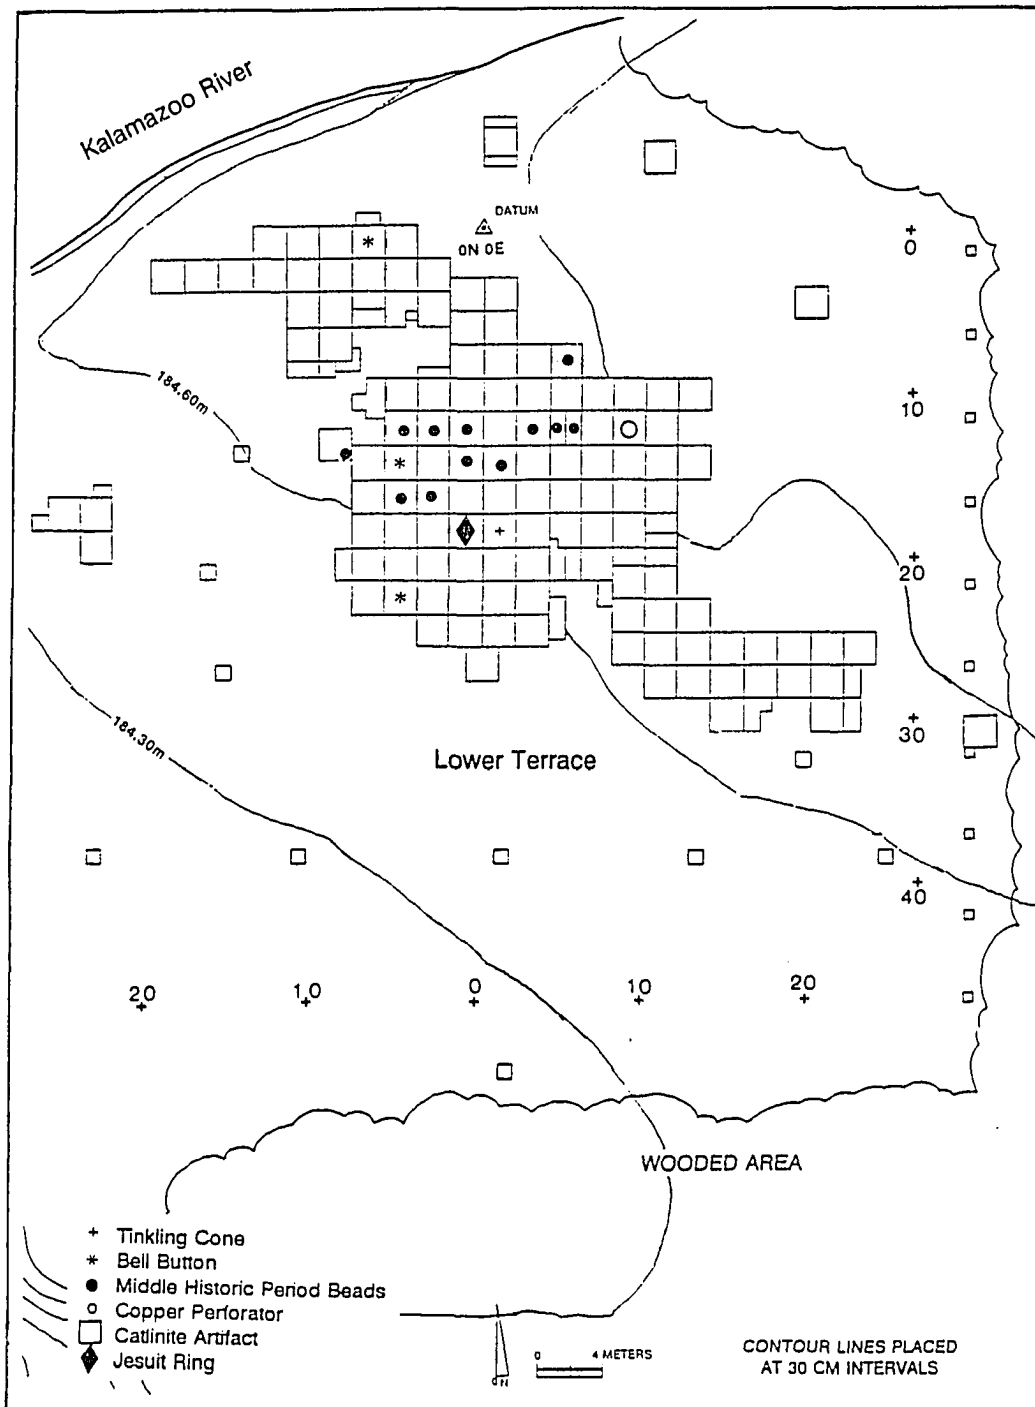 Kalamazoo River
DATUM
0N 0E
0
10
20
30
40
184.60m
184.30m
Lower Terrace
20
10
0
10
20
WOODED AREA
Tinkling Cone
Bell Button
Middle Historic Period Beads
Copper Perforator
Catlinite Artifact
Jesuit Ring
N
0 4 METERS
CONTOUR LINES PLACED
AT 30 CM INTERVALS